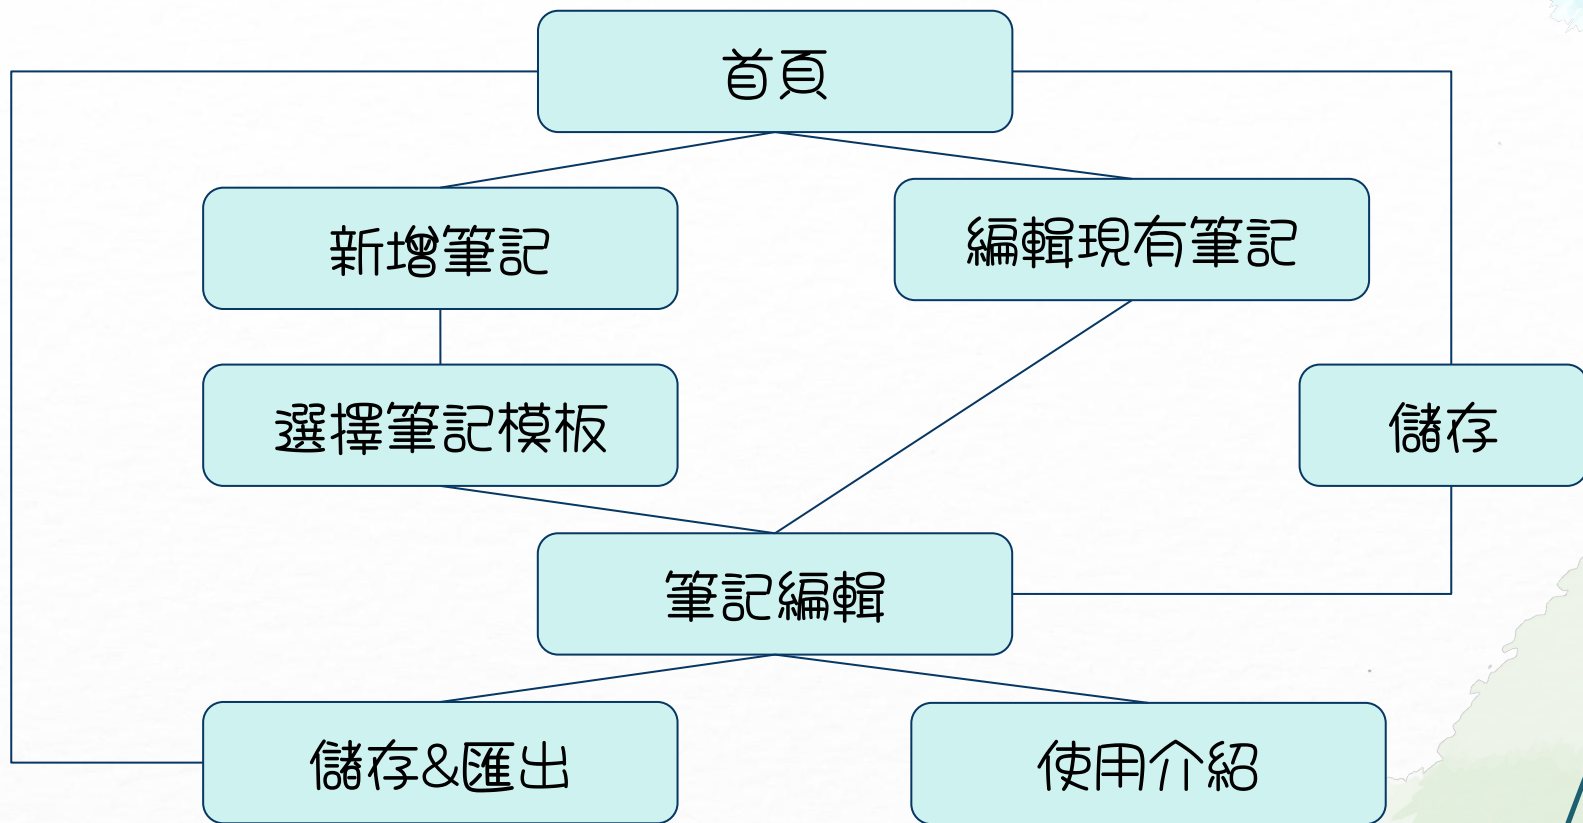 首頁
新增筆記
編輯現有筆記
選擇筆記模板
儲存
筆記編輯
儲存&匯出
使用介紹